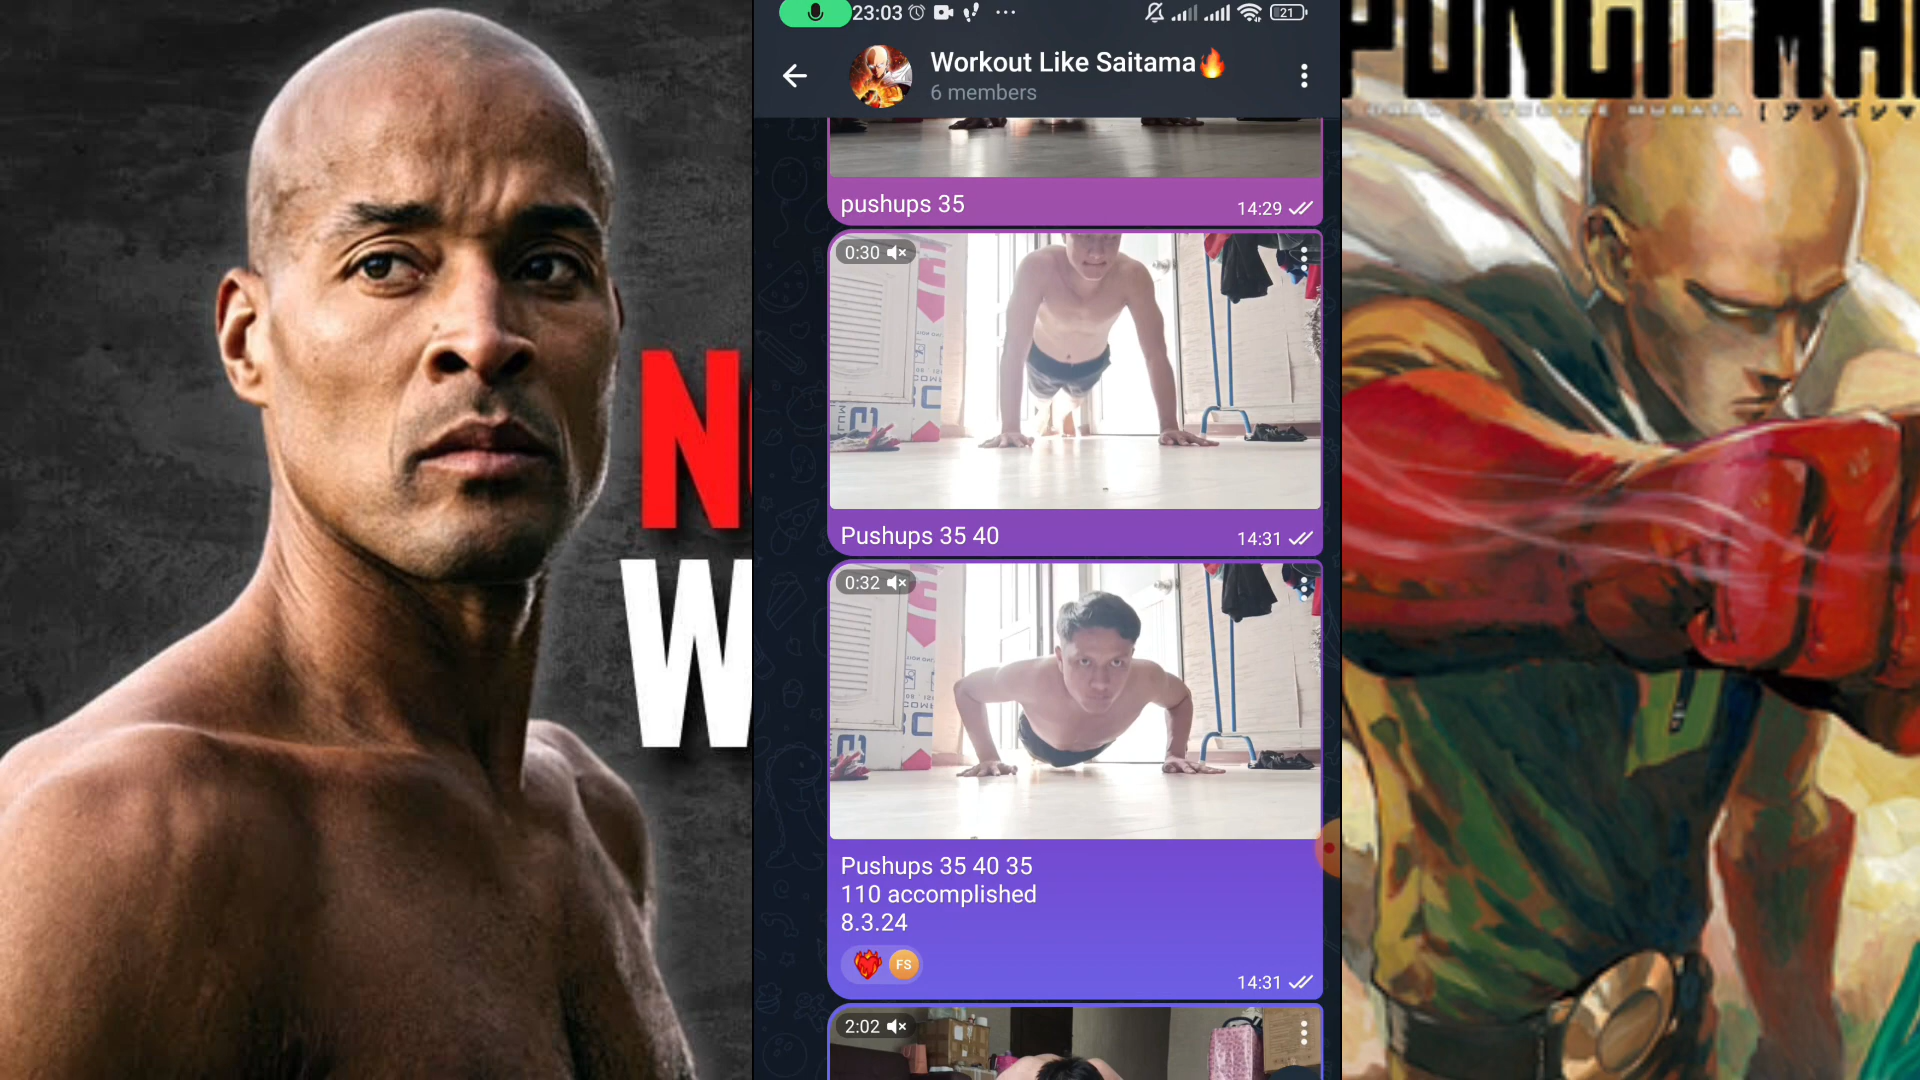 N
W
23:03
21
Workout Like Saitama🔥
6 members
pushups 35
14:29
0:30
Pushups 35 40
14:31
0:32
Pushups 35 40 35
110 accomplished
8.3.24
FS
14:31
2:02
PUNCH MA